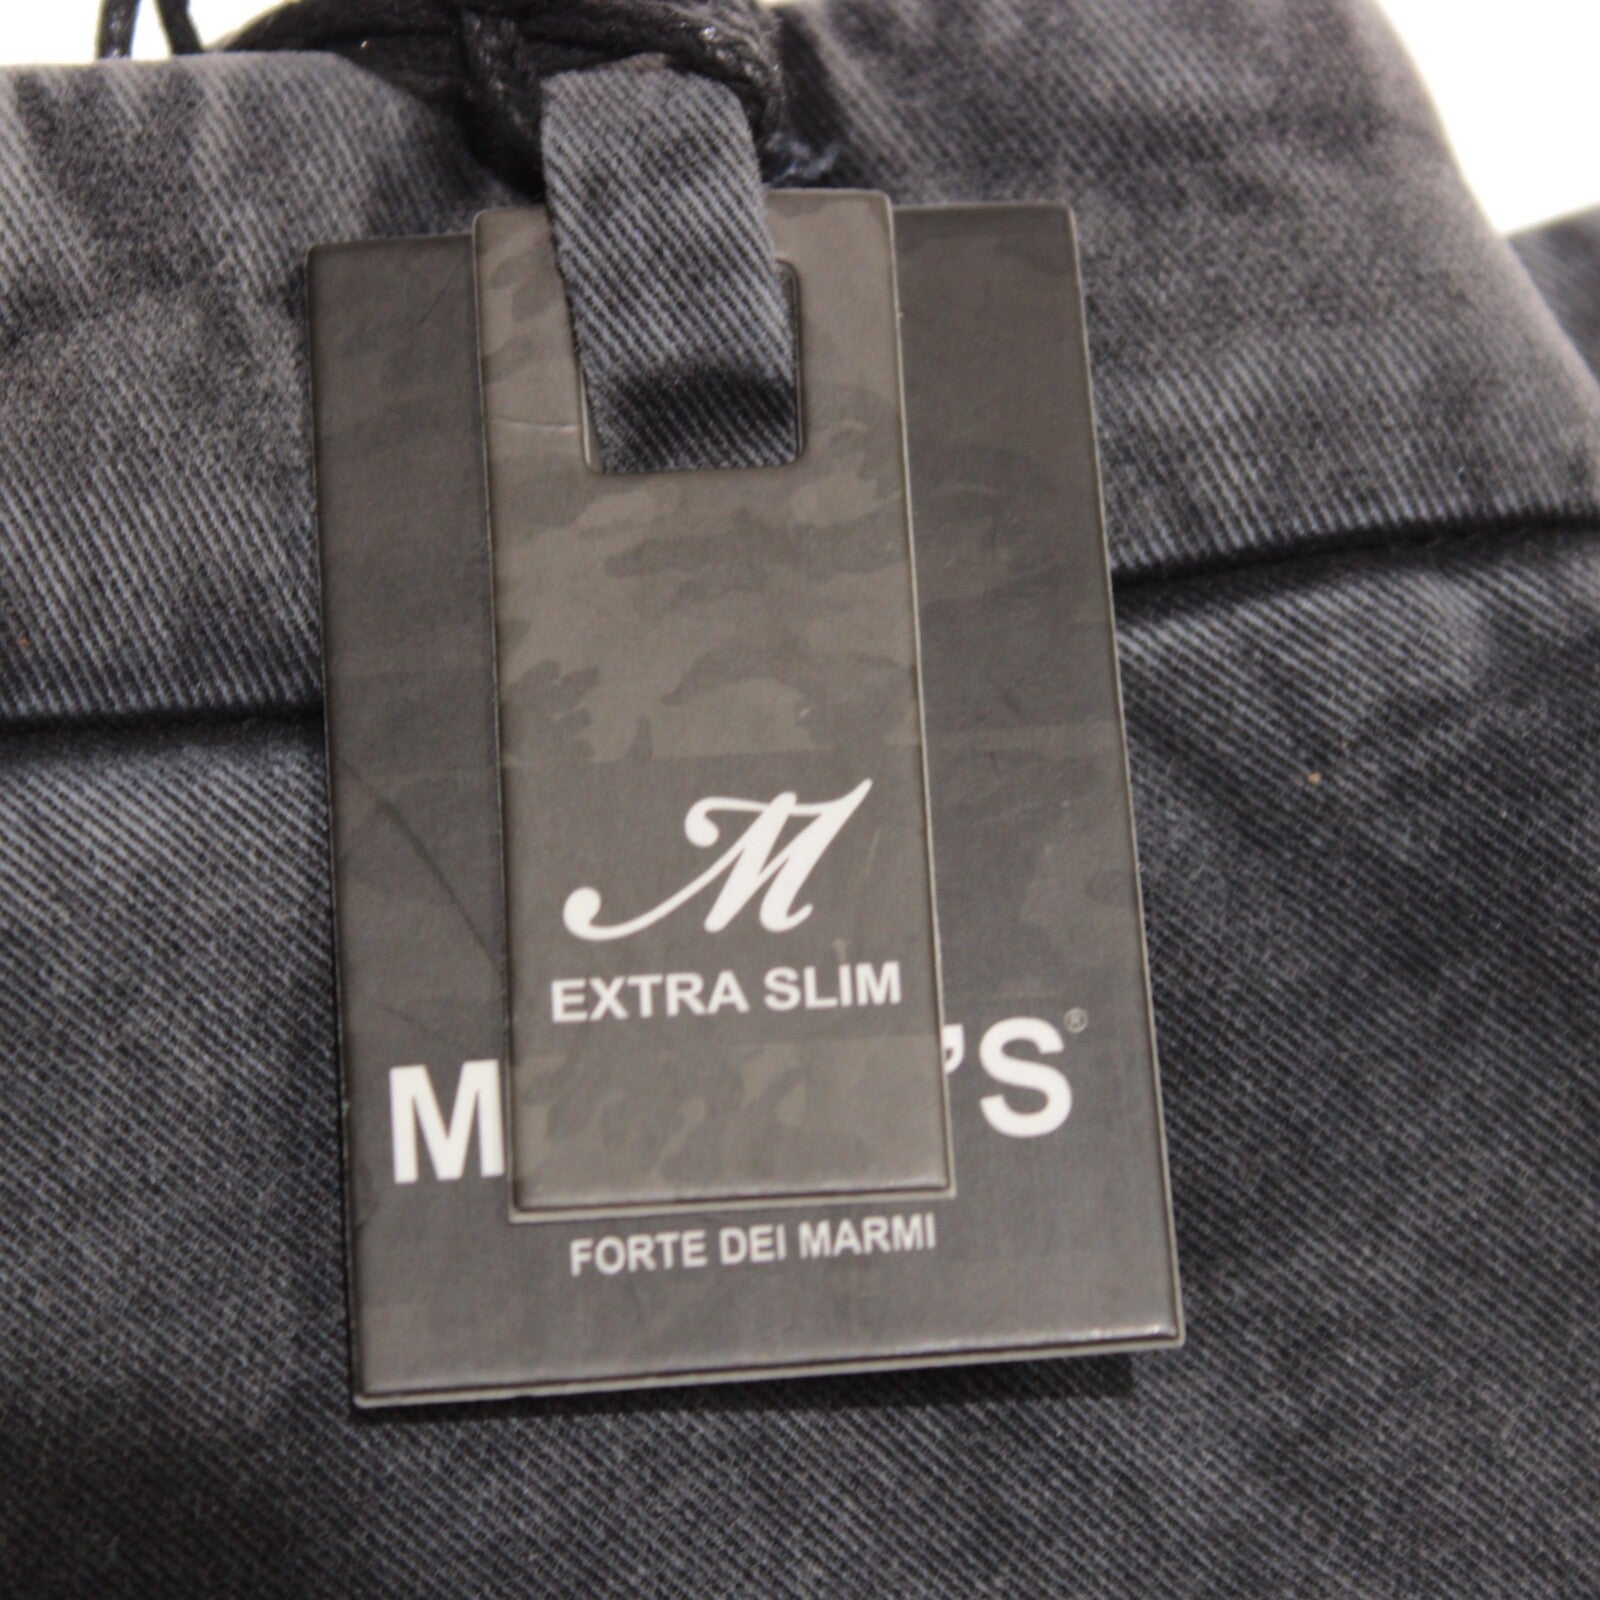 M
EXTRA SLIM
M 'S®
FORTE DEI MARMI